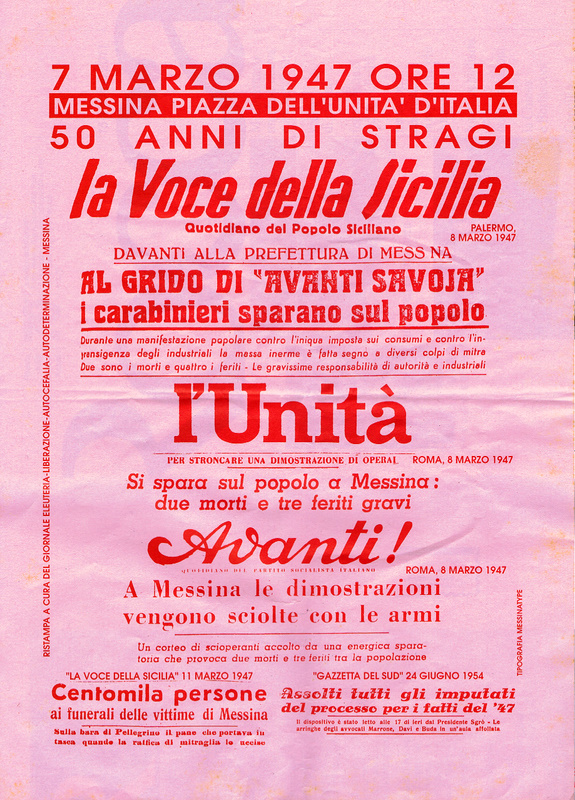 7 MARZO 1947 ORE 12
MESSINA PIAZZA DELL'UNITA' D'ITALIA
50 ANNI DI STRAGI
la Voce della Sicilia
Quotidiano del Popolo Siciliano
PALERMO,
8 MARZO 1947
DAVANTI ALLA PREFETTURA DI MESS NA
AL GRIDO DI "AVANTI SAVOJA"
i carabinieri sparano sul popolo
Durante una manifestazione popolare contro l'iniqua imposta sui consumi e contro l'in-
transigenza degli industriali la massa inerme è fatta segno a diversi colpi di mitra
Due sono i morti e quattro i feriti - Le gravissime responsabilità di autorità e industriali
l'Unità
PER STRONCARE UNA DIMOSTRAZIONE DI OPERAI
ROMA, 8 MARZO 1947
Si spara sul popolo a Messina:
due morti e tre feriti gravi
Avanti!
QUOTIDIANO DEL PARTITO SOCIALISTA ITALIANO
ROMA, 8 MARZO 1947
A Messina le dimostrazioni
vengono sciolte con le armi
Un corteo di scioperanti accolto da una energica spara-
toria che provoca due morti e tre feriti tra la popolazione
"LA VOCE DELLA SICILIA" 11 MARZO 1947
Centomila persone
ai funerali delle vittime di Messina
Sulla bara di Pellegrino il pane che portava in
tasca quando la raffica di mitraglia lo uccise
"GAZZETTA DEL SUD" 24 GIUGNO 1954
Assolti tutti gli imputati
del processo per i fatti del '47
Il dispositivo è stato letto alle 17 di ieri dal Presidente Sgrò - Le
arringhe degli avvocati Marrone, Davì e Buda in un'aula affollata
RISTAMPA A CURA DEL GIORNALE ELEUTERIA-LIBERAZIONE-AUTOCEFALIA-AUTODETERMINAZIONE - MESSINA
TIPOGRAFIA MESSINATYPE